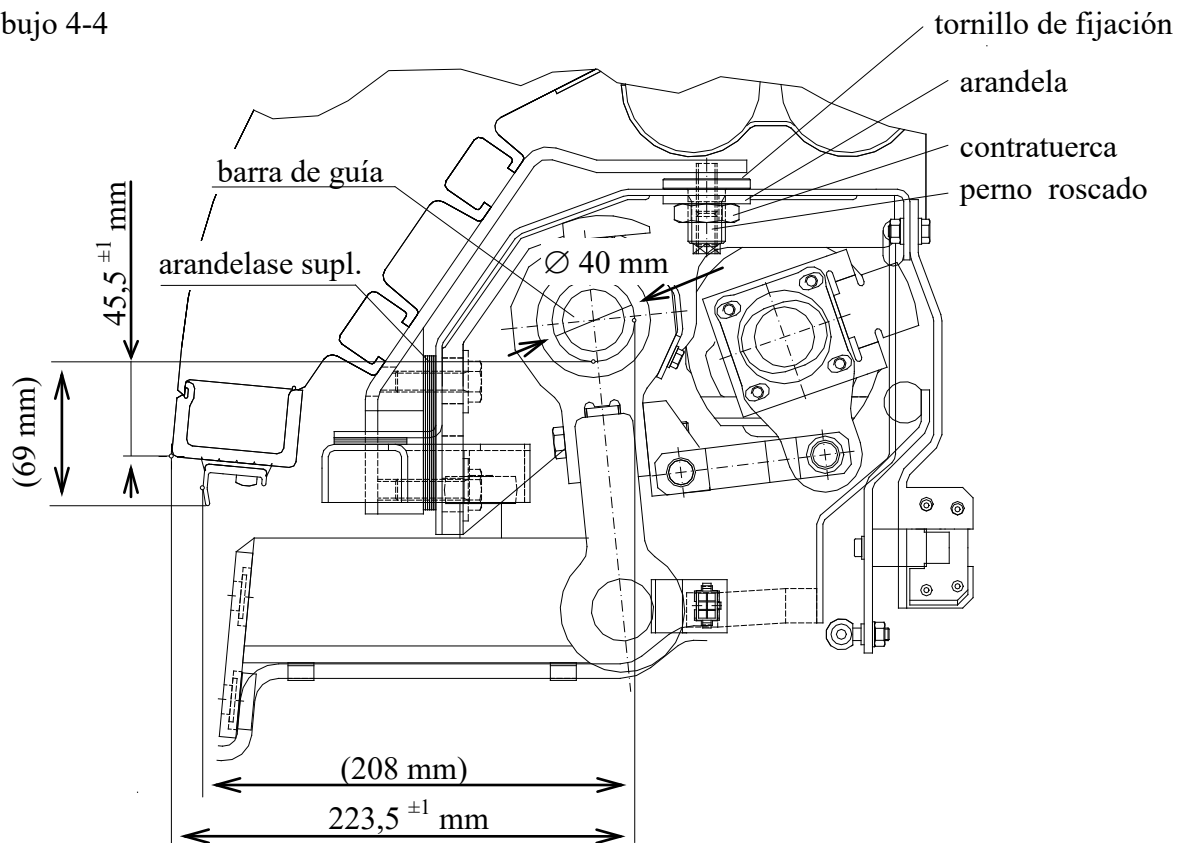 bujo 4-4
tornillo de fijación
arandela
contratuerca
perno roscado
barra de guía
arandelase supl.
∅ 40 mm
45,5 ±1 mm
(69 mm)
(208 mm)
223,5 ±1 mm